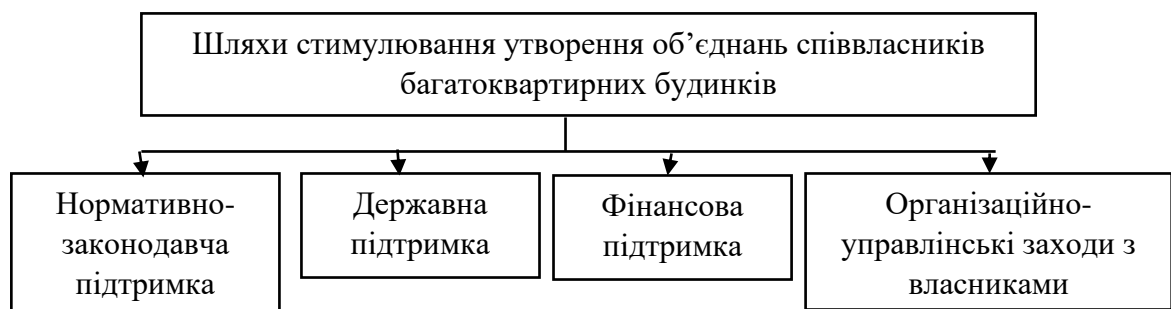 Шляхи стимулювання утворення об’єднань співвласників
багатоквартирних будинків
Нормативно-
законодавча
підтримка
Державна
підтримка
Фінансова
підтримка
Організаційно-
управлінські заходи з
власниками